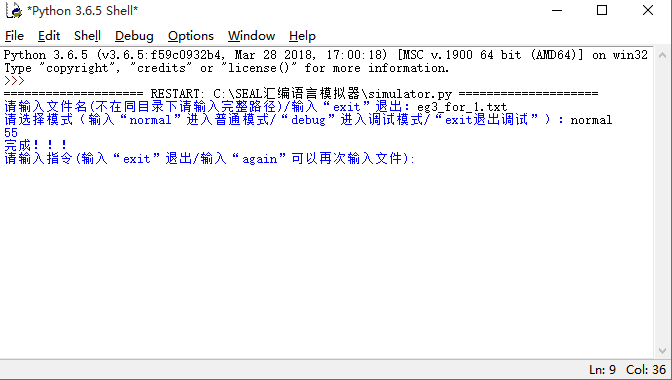 *Python 3.6.5 Shell*
File Edit Shell Debug Options Window Help
Python 3.6.5 (v3.6.5:f59c0932b4, Mar 28 2018, 17:00:18) [MSC v.1900 64 bit (AMD64)] on win32
Type "copyright", "credits" or "license()" for more information.
>>>
================== RESTART: C:\SEAL汇编语言模拟器\simulator.py ==================
请输入文件名(不在同目录下请输入完整路径)/输入“exit”退出：eg3_for_1.txt
请选择模式（输入“normal”进入普通模式/“debug”进入调试模式/“exit退出调试”）：normal
55
完成！！！
请输入指令(输入“exit”退出/输入“again”可以再次输入文件):
Ln: 9 Col: 36